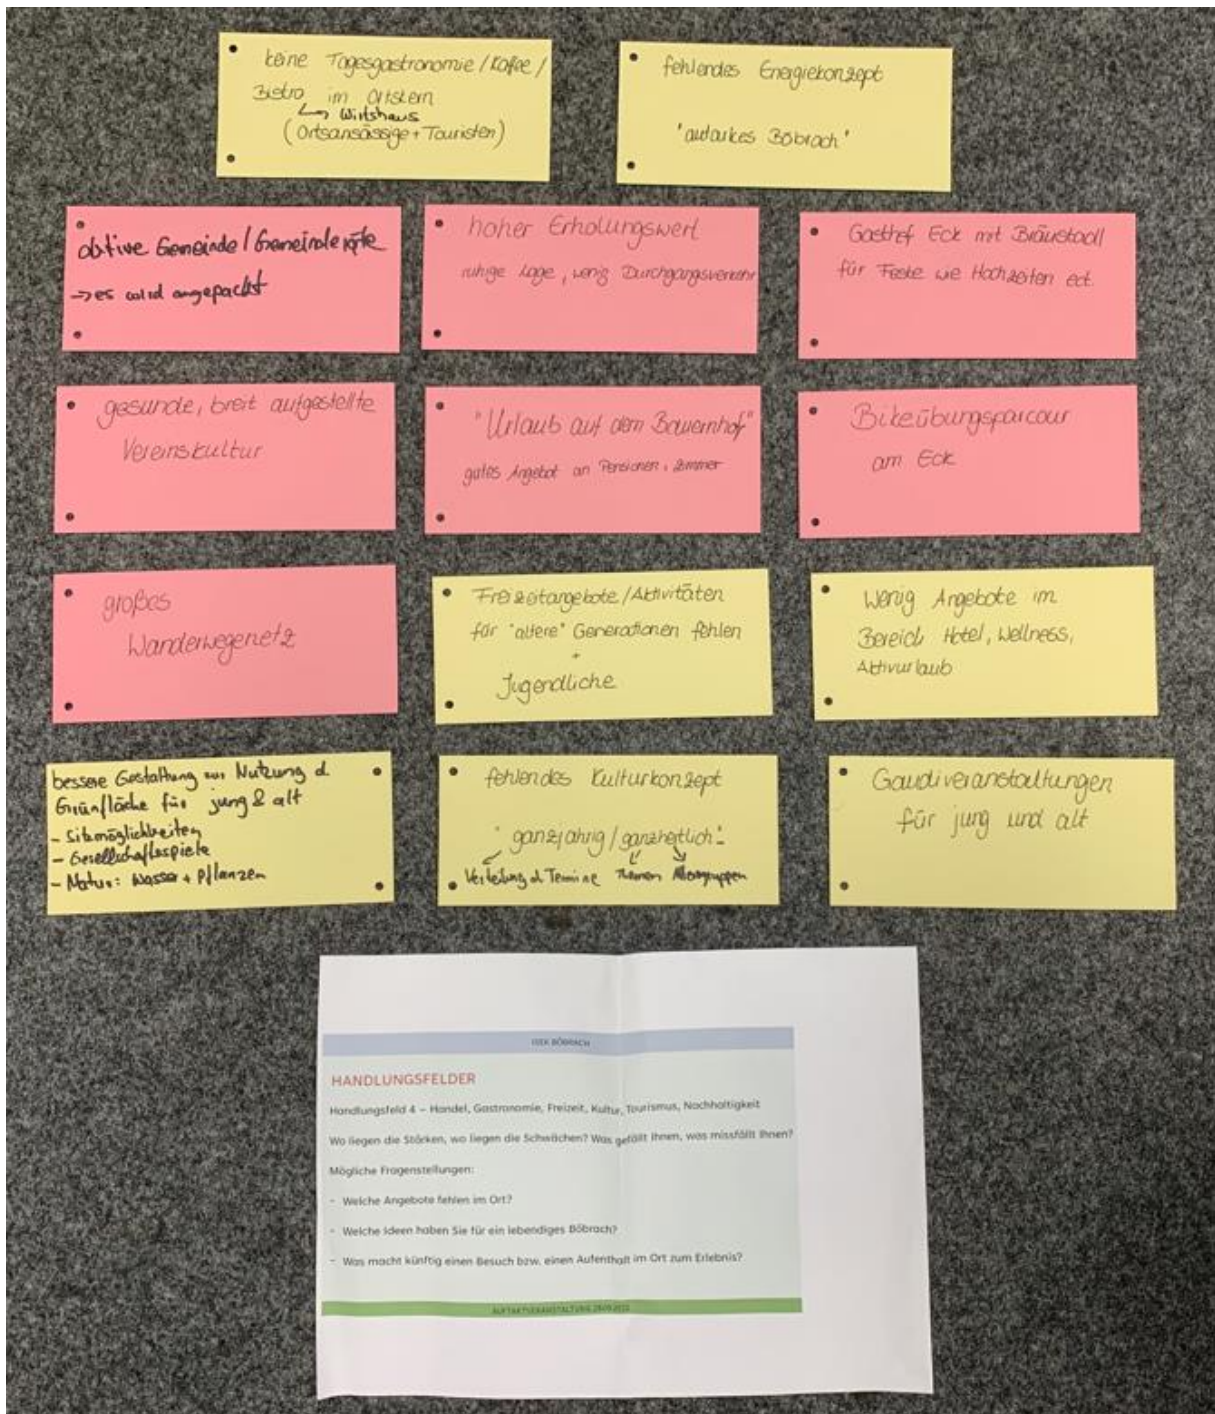 keine Tagesgastronomie / Kaffee /
Bistro im Ortskern
↳ Wirtshaus
(Ortsansässige + Touristen)
fehlendes Energiekonzept
"autarkes Böbrach"
aktive Gemeinde / Gemeinderäte
→ es wird angepackt
hoher Erholungswert
ruhige Lage, wenig Durchgangsverkehr
Gasthof Eck mit Bräustadl
für Feste wie Hochzeiten ect.
gesunde, breit aufgestellte
Vereinskultur
"Urlaub auf dem Bauernhof"
gutes Angebot an Pensionen, Zimmer
Bikeübungsparcour
am Eck
großes
Wanderwegenetz
Freizeitangebote / Aktivitäten
für "ältere" Generationen fehlen
+
Jugendliche
Wenig Angebote im
Bereich Hotel, Wellness,
Aktivurlaub
bessere Gestaltung zur Nutzung d.
Grünfläche für jung & alt
- Sitzmöglichkeiten
- Gesellschaftsspiele
- Natur: Wasser + Pflanzen
fehlendes Kulturkonzept
"ganzjährig / ganzheitlich"
Verteilung d. Termine Themen Altersgruppen
Gaudiveranstaltungen
für jung und alt
ISEK BÖBRACH
HANDLUNGSFELDER
Handlungsfeld 4 – Handel, Gastronomie, Freizeit, Kultur, Tourismus, Nachhaltigkeit
Wo liegen die Stärken, wo liegen die Schwächen? Was gefällt Ihnen, was missfällt Ihnen?
Mögliche Fragenstellungen:
- Welche Angebote fehlen im Ort?
- Welche Ideen haben Sie für ein lebendiges Böbrach?
- Was macht künftig einen Besuch bzw. einen Aufenthalt im Ort zum Erlebnis?
AUFTAKTVERANSTALTUNG